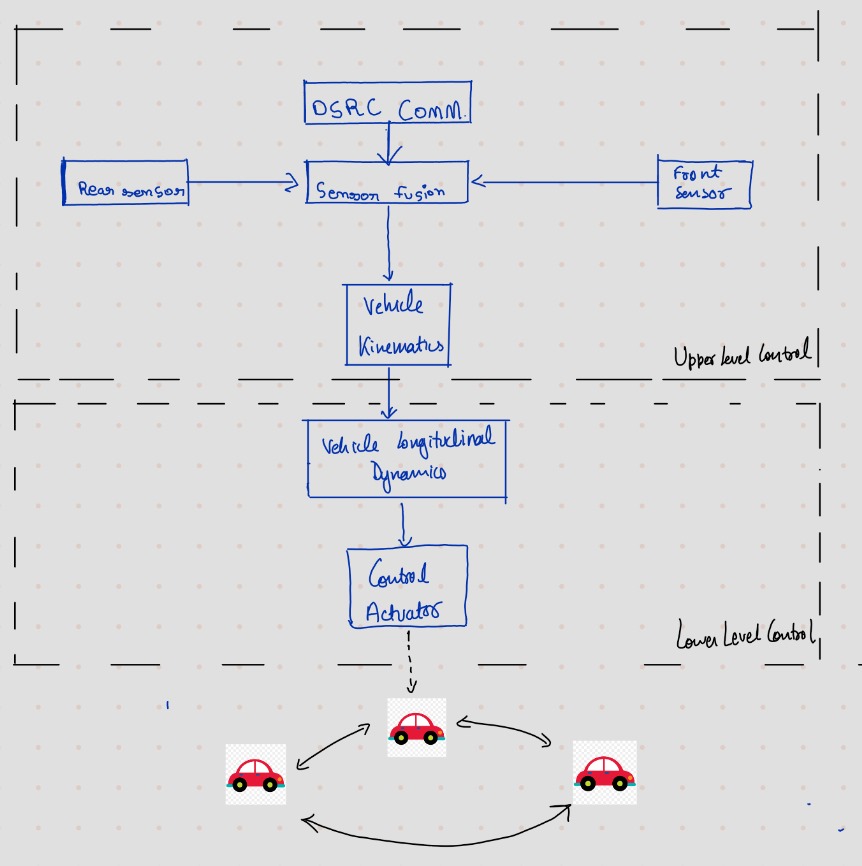 DSRC Comm.
Rear sensor
Sensor fusion
Front
Sensor
Vehicle
Kinematics
Upper Level Control
Vehicle Longitudinal
Dynamics
Control
Actuator
Lower Level Control